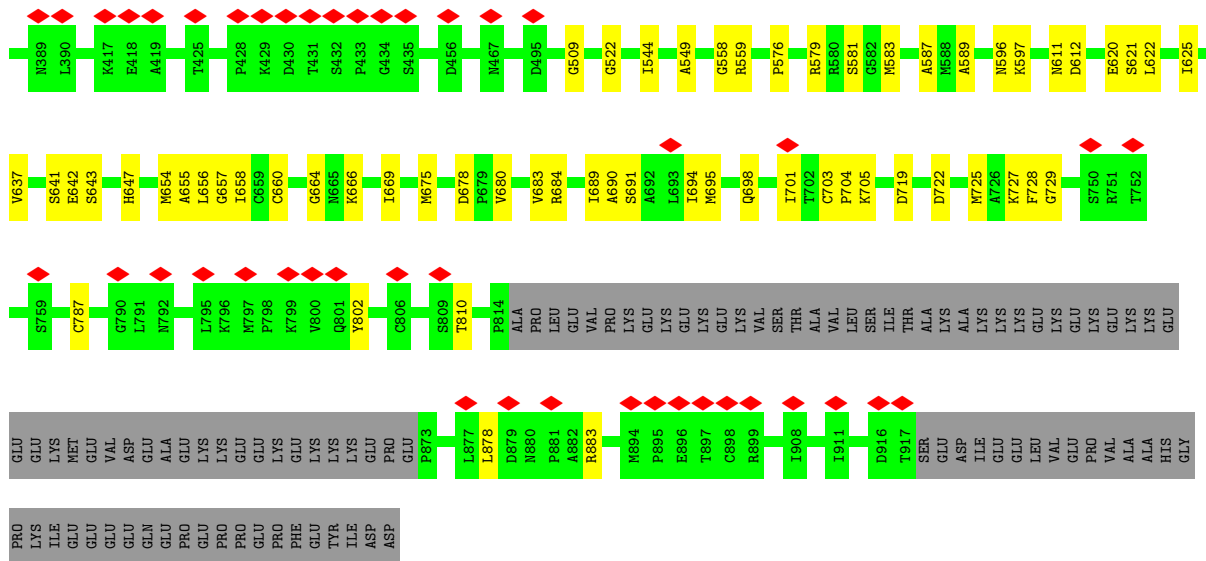 N389 L390 K417 E418 A419 T425 P428 K429 D430 T431 S432 P433 G434 S435 D456 N467 D495 G509 G522 I544 A549 G558 R559 P576 R579 R580 S581 G582 M583 A587 M588 A589 N596 K597 N611 D612 E620 S621 L622 I625
V637 S641 E642 S643 H647 M654 A655 L656 G657 I658 C659 C660 G664 N665 K666 I669 M675 D678 P679 V680 V683 R684 I689 A690 S691 A692 L693 I694 M695 Q698 I701 T702 C703 P704 K705 D719 D722 M725 A726 K727 F728 G729 S750 R751 T752
S759 C787 G790 L791 N792 L795 K796 M797 P798 K799 V800 Q801 Y802 C806 S809 T810 P814 ALA PRO LEU GLU VAL PRO LYS GLU LYS GLU LYS GLU LYS VAL SER THR ALA VAL LEU SER ILE THR ALA LYS ALA LYS LYS LYS GLU LYS GLU LYS GLU LYS LYS GLU
GLU GLU LYS MET GLU VAL ASP GLU ALA GLU LYS LYS GLU GLU LYS GLU LYS LYS LYS GLU PRO GLU P873 L877 L878 D879 N880 P881 A882 R883 M894 P895 E896 T897 C898 R899 I908 I911 D916 T917 SER GLU ASP ILE GLU GLU LEU VAL GLU PRO VAL ALA ALA HIS GLY
PRO LYS ILE GLU GLU GLU GLU GLN GLU PRO GLU PRO PRO GLU PRO PHE GLU TYR ILE ASP ASP